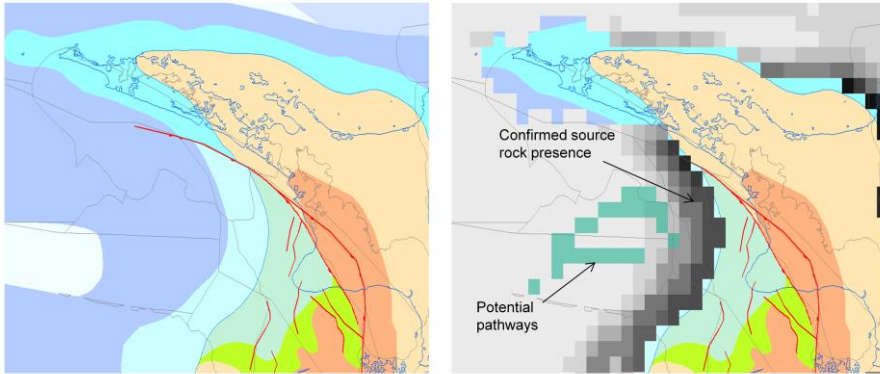 Confirmed source
rock presence
Potential
pathways